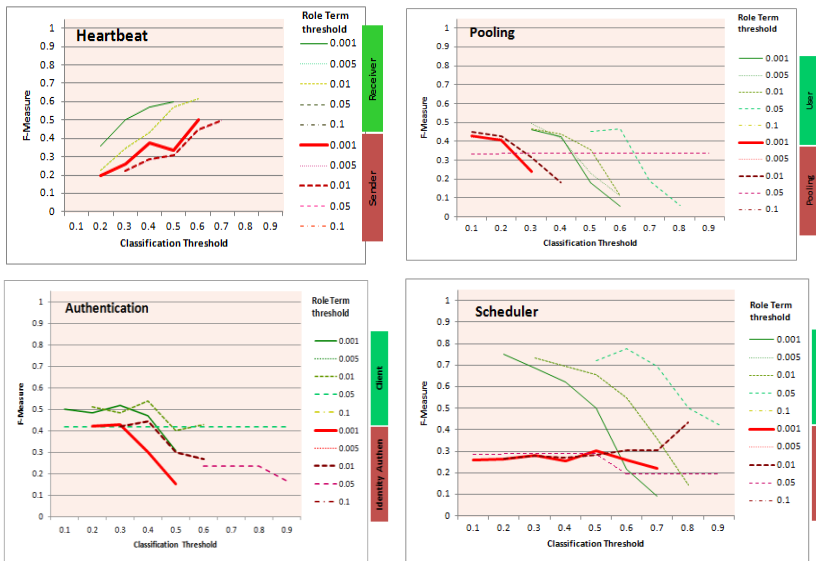 Heartbeat
Role Term
threshold
F-Measure
1
0.9
0.8
0.7
0.6
0.5
0.4
0.3
0.2
0.1
0
0.1 0.2 0.3 0.4 0.5 0.6 0.7 0.8 0.9
Classification Threshold
0.001
0.005
0.01
0.05
0.1
0.001
0.005
0.01
0.05
0.1
Receiver
Sender
Pooling
Role Term
threshold
F-Measure
1
0.9
0.8
0.7
0.6
0.5
0.4
0.3
0.2
0.1
0
0.1 0.2 0.3 0.4 0.5 0.6 0.7 0.8 0.9
Classification Threshold
0.001
0.005
0.01
0.05
0.1
0.001
0.005
0.01
0.05
0.1
User
Pooling
Authentication
Role Term
threshold
F-Measure
1
0.9
0.8
0.7
0.6
0.5
0.4
0.3
0.2
0.1
0
0.1 0.2 0.3 0.4 0.5 0.6 0.7 0.8 0.9
Classification Threshold
0.001
0.005
0.01
0.05
0.1
0.001
0.005
0.01
0.05
0.1
Client
Identity Authen
Scheduler
Role Term
threshold
F-Measure
1
0.9
0.8
0.7
0.6
0.5
0.4
0.3
0.2
0.1
0
0.1 0.2 0.3 0.4 0.5 0.6 0.7 0.8 0.9
Classification Threshold
0.001
0.005
0.01
0.05
0.1
0.001
0.005
0.01
0.05
0.1